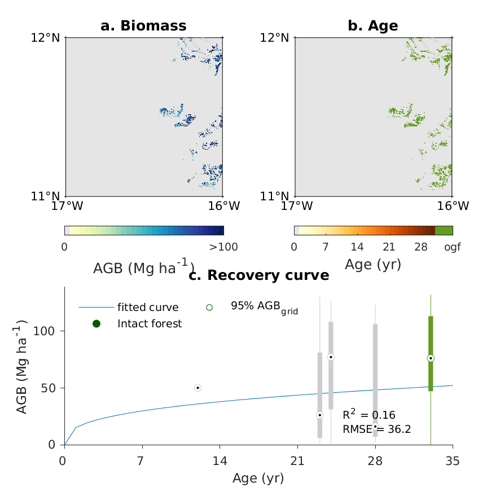 a. Biomass
b. Age
12°N
11°N
17°W
16°W
12°N
11°N
17°W
16°W
0
>100
AGB (Mg ha-1)
0
7
14
21
28
ogf
Age (yr)
c. Recovery curve
fitted curve
95% AGBgrid
Intact forest
AGB (Mg ha-1)
100
50
0
R2 = 0.16
RMSE = 36.2
0
7
14
21
28
35
Age (yr)